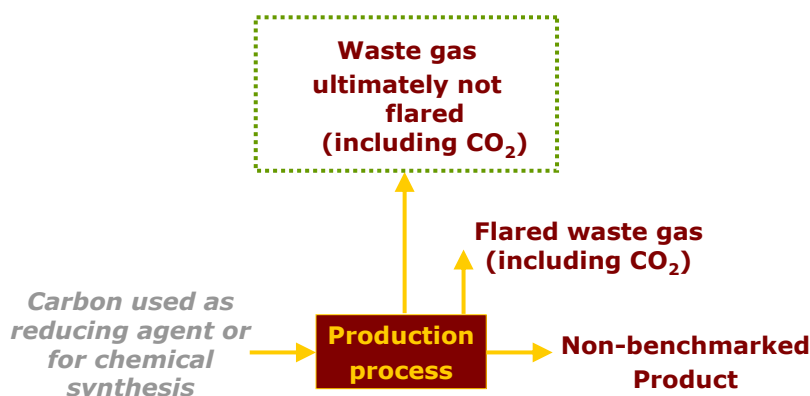 Waste gas
ultimately not
flared
(including CO₂)
Flared waste gas
(including CO₂)
Carbon used as
reducing agent or
for chemical
synthesis
Production
process
Non-benchmarked
Product